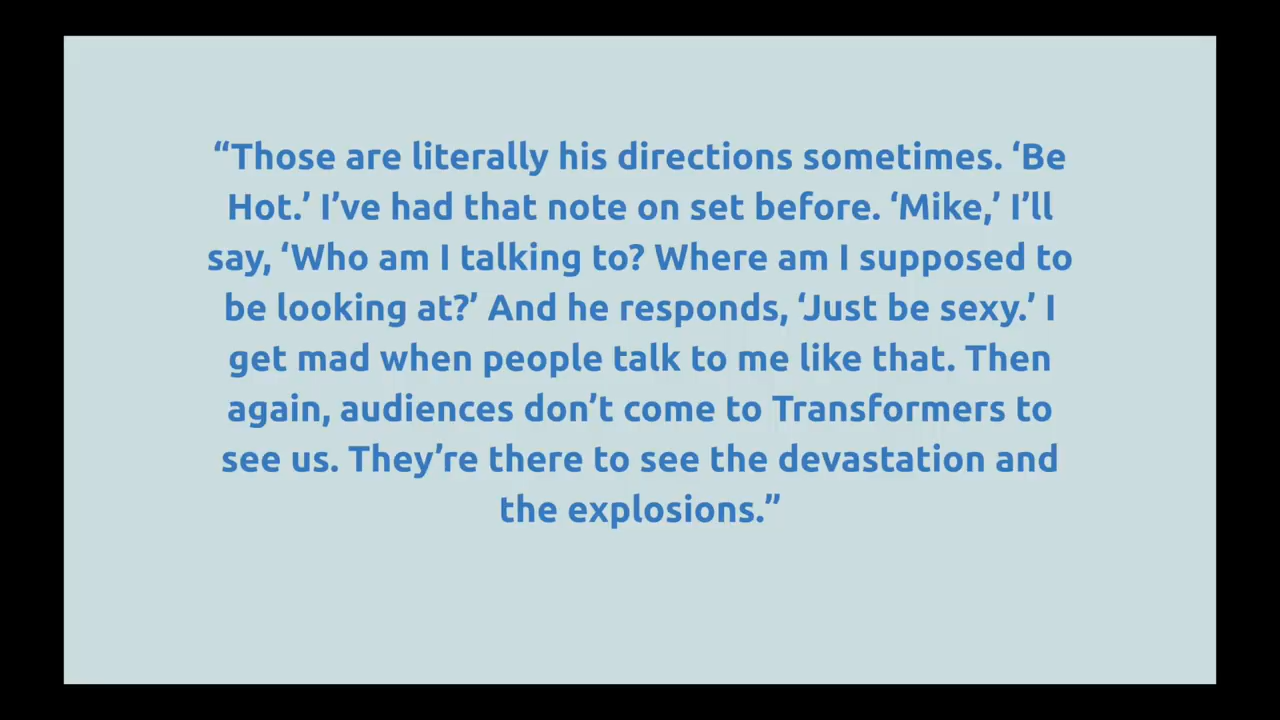 “Those are literally his directions sometimes. ‘Be
Hot.’ I’ve had that note on set before. ‘Mike,’ I’ll
say, ‘Who am I talking to? Where am I supposed to
be looking at?’ And he responds, ‘Just be sexy.’ I
get mad when people talk to me like that. Then
again, audiences don’t come to Transformers to
see us. They’re there to see the devastation and
the explosions.”